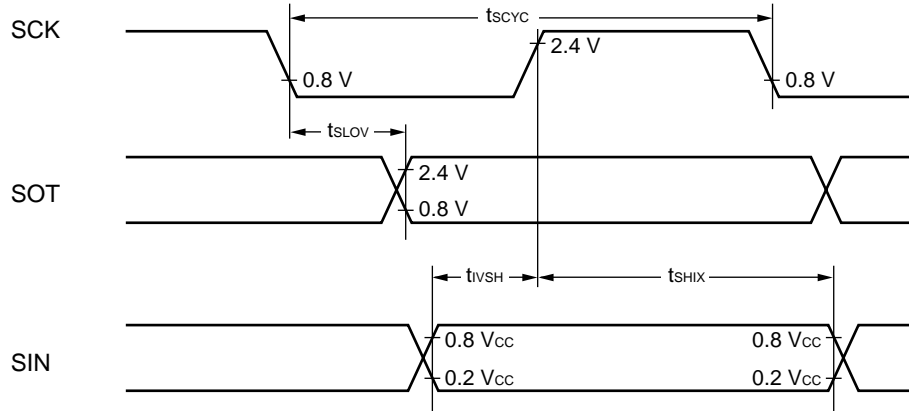 tSCYC
SCK
2.4 V
0.8 V
0.8 V
tSLOV
SOT
2.4 V
0.8 V
tIVSH
tSHIX
SIN
0.8 VCC
0.8 VCC
0.2 VCC
0.2 VCC